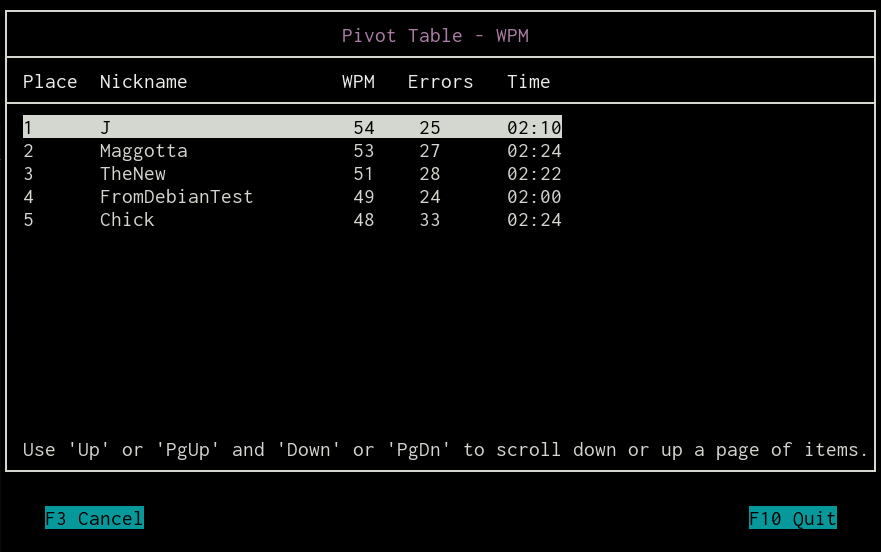 Pivot Table - WPM
Place Nickname WPM Errors Time
1 J 54 25 02:10
2 Maggotta 53 27 02:24
3 TheNew 51 28 02:22
4 FromDebianTest 49 24 02:00
5 Chick 48 33 02:24
Use 'Up' or 'PgUp' and 'Down' or 'PgDn' to scroll down or up a page of items.
F3 Cancel F10 Quit